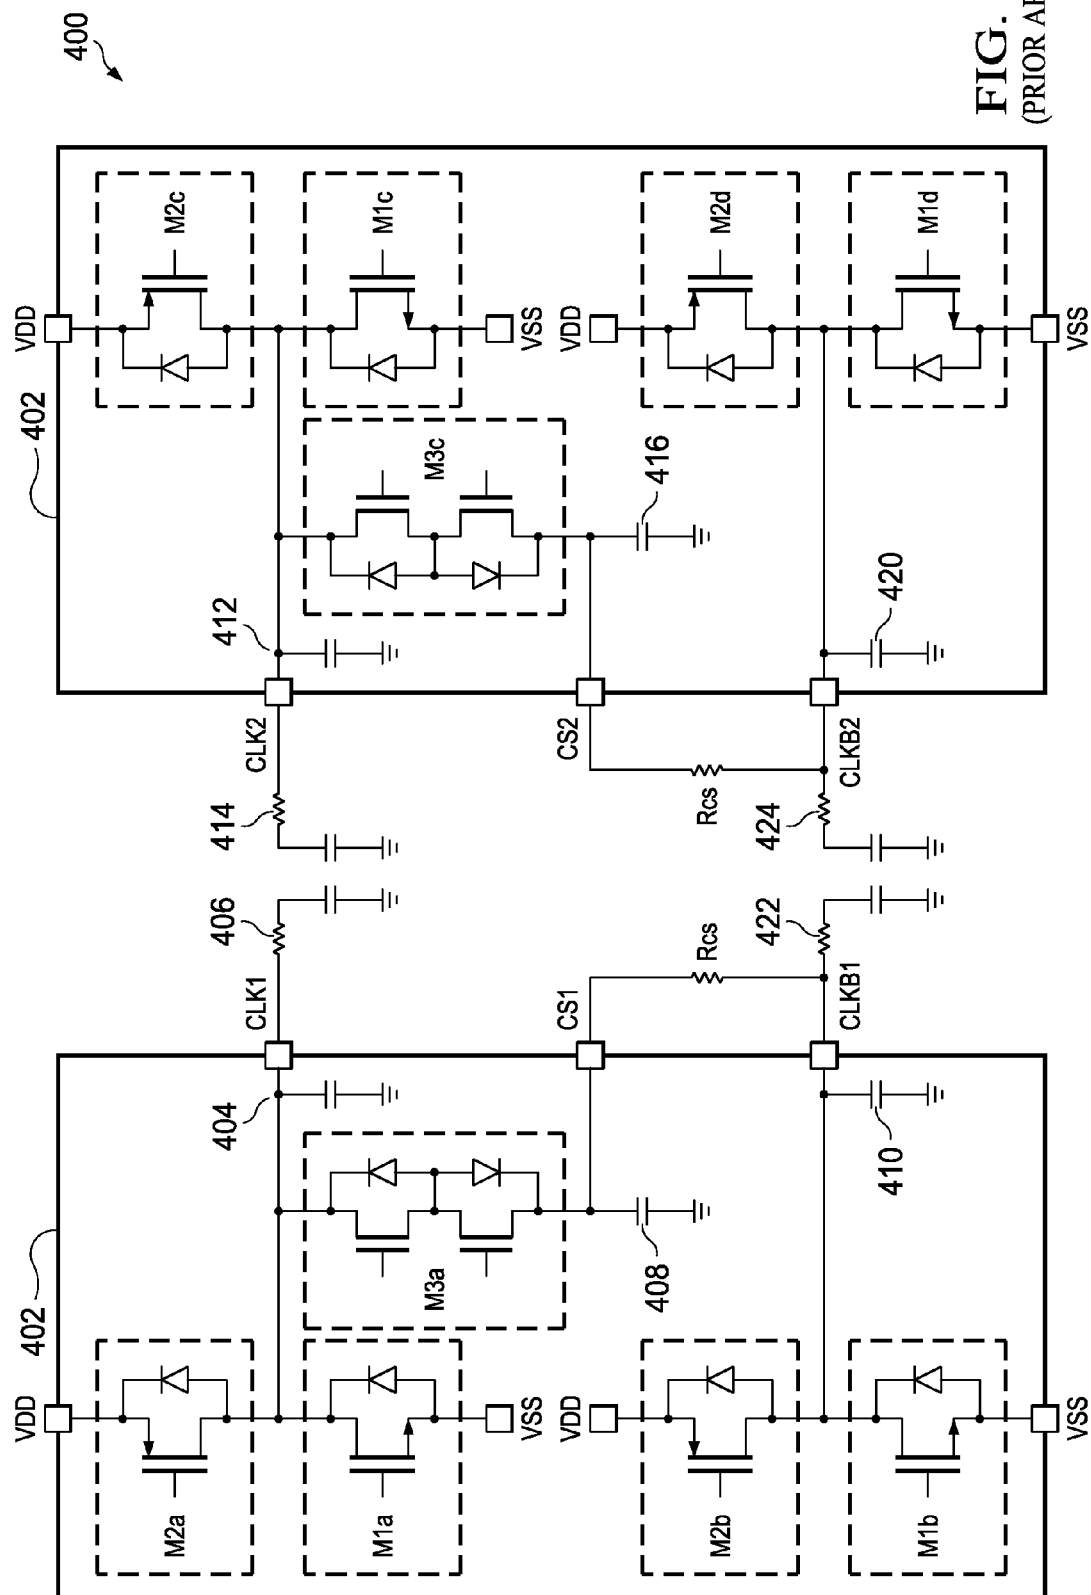 400
402
VDD
M2c
M1c
VSS
VDD
M2d
M1d
VSS
M3c
416
412
420
CLK2
CS2
CLKB2
414
Rcs
424
406
Rcs
422
CLK1
CS1
CLKB1
404
410
M3a
408
402
VDD
M2a
M1a
VSS
VDD
M2b
M1b
VSS
FIG.
(PRIOR